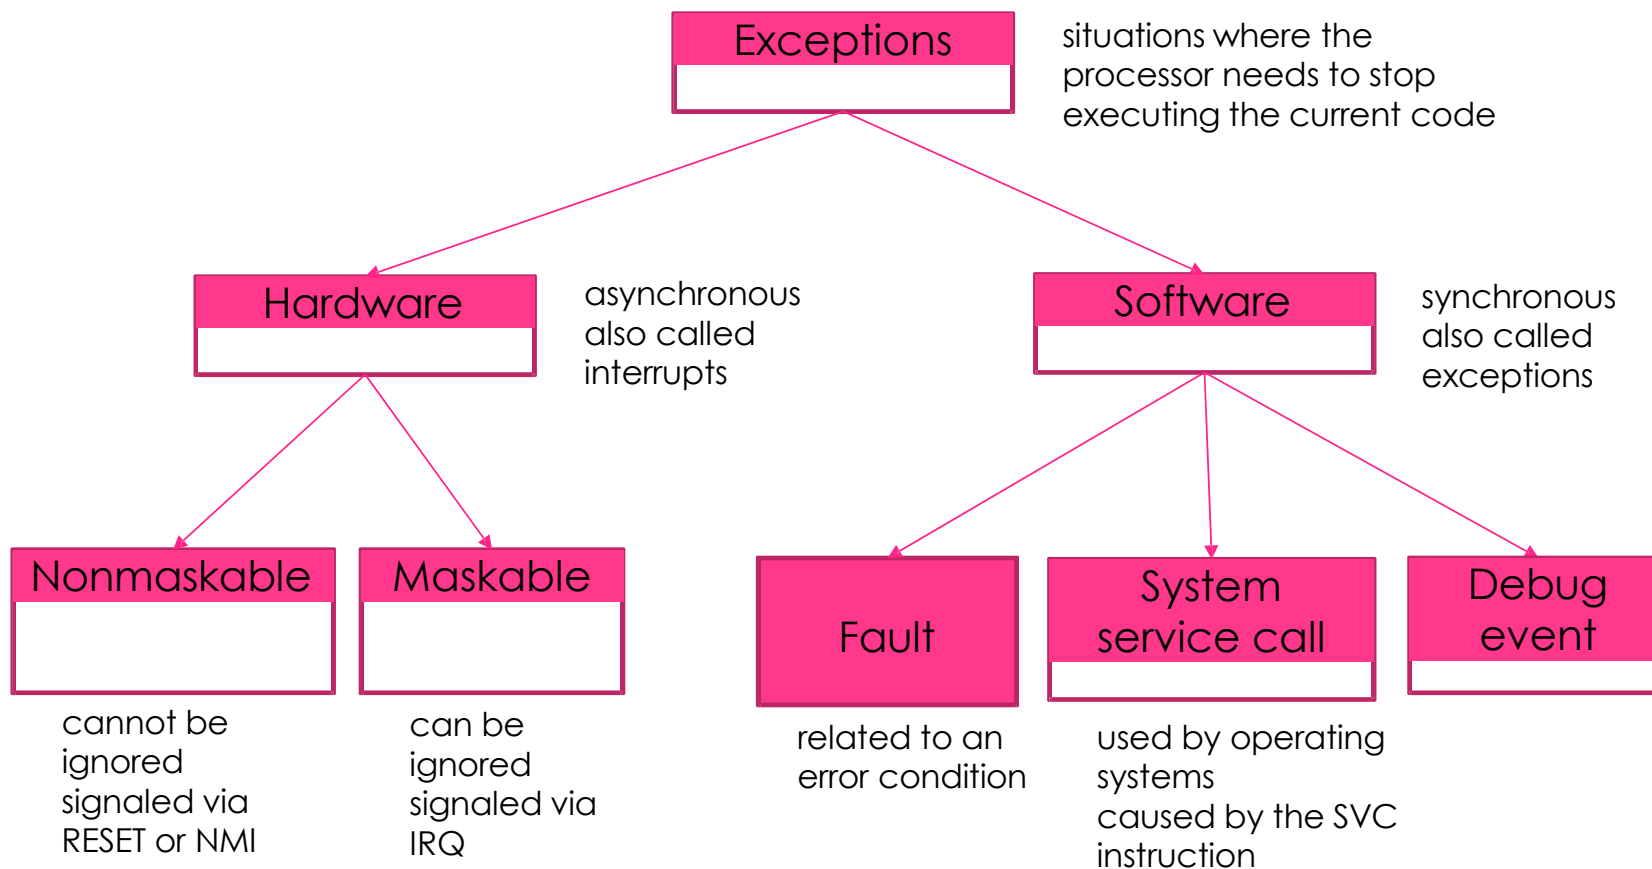 Exceptions
situations where the
processor needs to stop
executing the current code
Hardware
asynchronous
also called
interrupts
Software
synchronous
also called
exceptions
Nonmaskable
cannot be
ignored
signaled via
RESET or NMI
Maskable
can be
ignored
signaled via
IRQ
Fault
related to an
error condition
System
service call
used by operating
systems
caused by the SVC
instruction
Debug
event